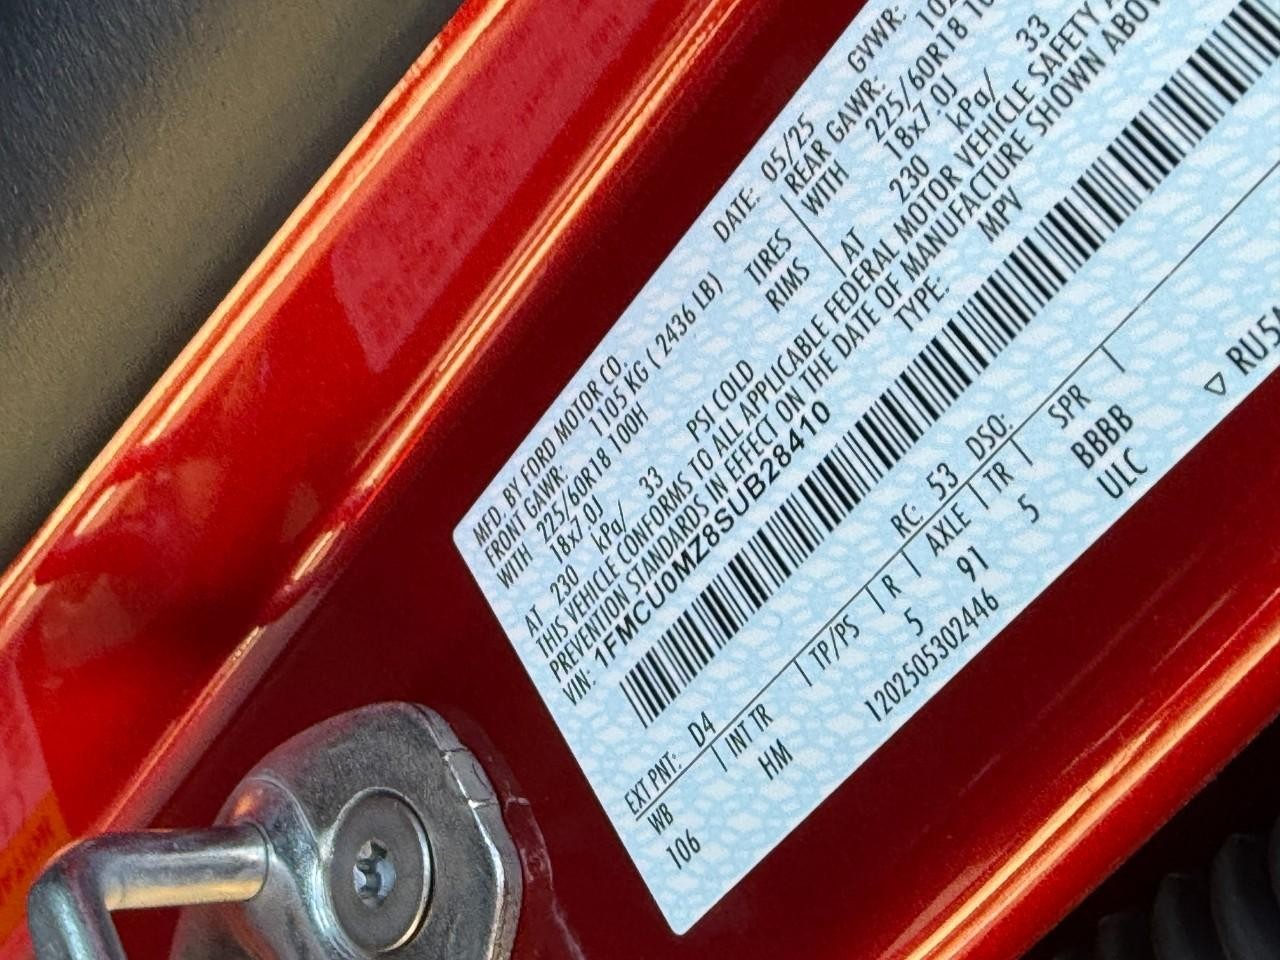 MFD. BY FORD MOTOR CO. DATE: 05/25 GVWR:
FRONT GAWR: 1105 KG ( 2436 LB) REAR GAWR:
WITH 225/60R18 100H TIRES WITH 225/60R18
18x7.0J RIMS 18x7.0J
AT 230 kPa/ 33 PSI COLD AT 230 kPa/ 33
THIS VEHICLE CONFORMS TO ALL APPLICABLE FEDERAL MOTOR VEHICLE SAFETY
PREVENTION STANDARDS IN EFFECT ON THE DATE OF MANUFACTURE SHOWN
VIN: 1FMCU0MZ8SUB28410 TYPE: MPV
EXT PNT: D4 RC: 53 DSO:
WB INT TR TP/PS R AXLE TR SPR
106 HM 5 91 5 BBBB
1202505302446 ULC